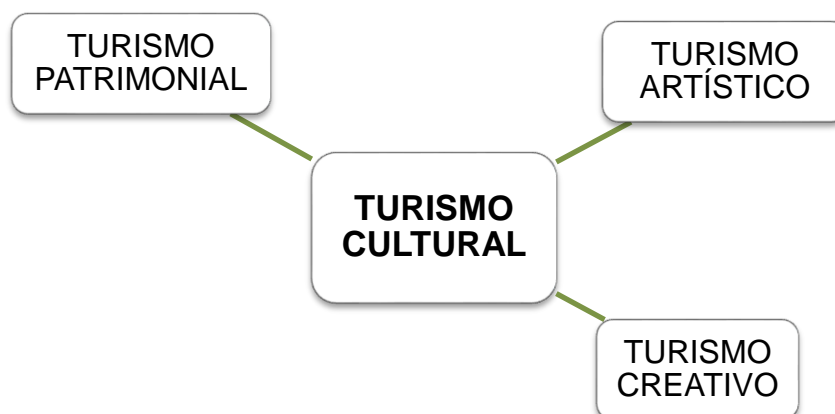 TURISMO
PATRIMONIAL
TURISMO
ARTÍSTICO
TURISMO
CULTURAL
TURISMO
CREATIVO